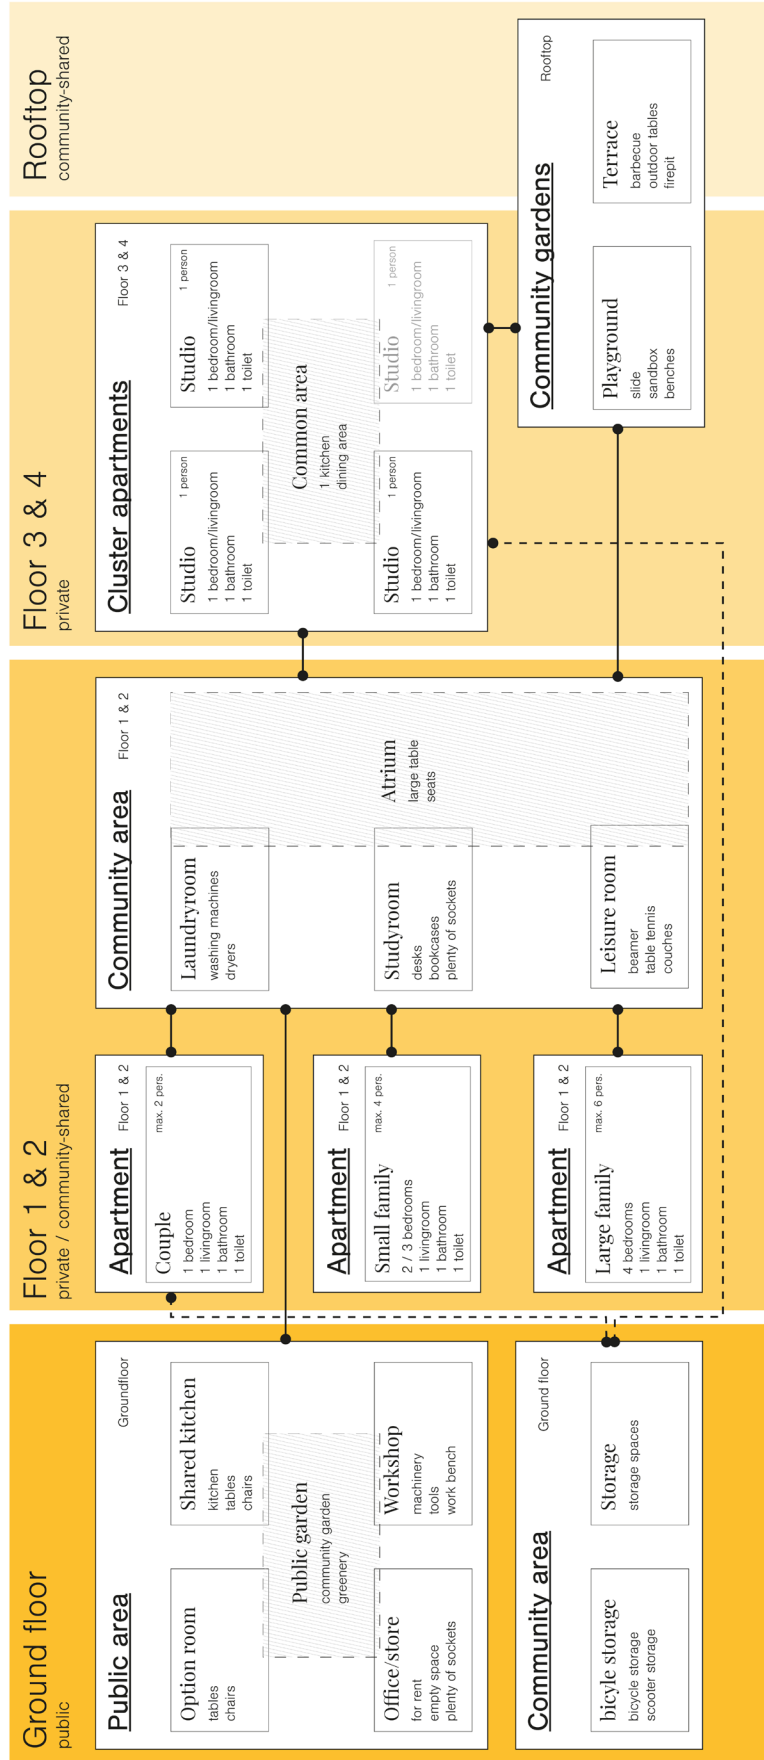 Ground floor
public
Public area
Groundfloor
Option room
tables
chairs
Shared kitchen
kitchen
tables
chairs
Public garden
community garden
greenery
Office/store
for rent
empty space
plenty of sockets
Workshop
machinery
tools
work bench
Community area
Ground floor
bicyle storage
bicycle storage
scooter storage
Storage
storage spaces
Floor 1 & 2
private / community-shared
Apartment
Floor 1 & 2
Couple
max. 2 pers.
1 bedroom
1 livingroom
1 bathroom
1 toilet
Apartment
Floor 1 & 2
Small family
max. 4 pers.
2 / 3 bedrooms
1 livingroom
1 bathroom
1 toilet
Apartment
Floor 1 & 2
Large family
max. 6 pers.
4 bedrooms
1 livingroom
1 bathroom
1 toilet
Community area
Floor 1 & 2
Laundryroom
washing machines
dryers
Studyroom
desks
bookcases
plenty of sockets
Leisure room
beamer
table tennis
couches
Atrium
large table
seats
Floor 3 & 4
private
Cluster apartments
Floor 3 & 4
Studio
1 person
1 bedroom/livingroom
1 bathroom
1 toilet
Studio
1 person
1 bedroom/livingroom
1 bathroom
1 toilet
Common area
1 kitchen
dining area
Studio
1 person
1 bedroom/livingroom
1 bathroom
1 toilet
Studio
1 person
1 bedroom/livingroom
1 bathroom
1 toilet
Rooftop
community-shared
Community gardens
Rooftop
Playground
slide
sandbox
benches
Terrace
barbecue
outdoor tables
firepit